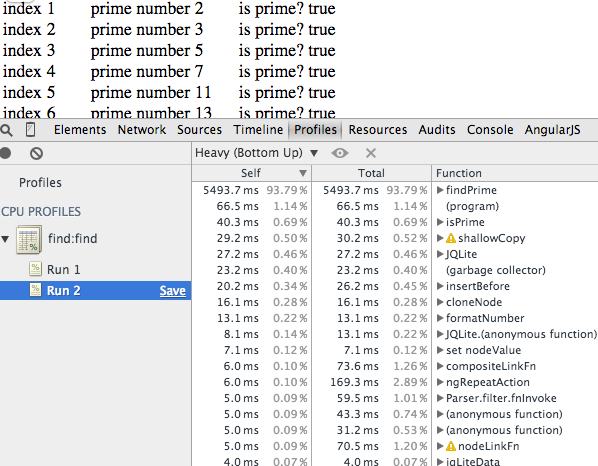 index 1 prime number 2 is prime? true
index 2 prime number 3 is prime? true
index 3 prime number 5 is prime? true
index 4 prime number 7 is prime? true
index 5 prime number 11 is prime? true
index 6 prime number 13 is prime? true
Elements Network Sources Timeline Profiles Resources Audits Console AngularJS
Heavy (Bottom Up) ▼
Profiles
CPU PROFILES
find:find
Run 1
Run 2 Save
Self ▼ Total Function
5493.7 ms 93.79% 5493.7 ms 93.79% findPrime
66.5 ms 1.14% 66.5 ms 1.14% (program)
40.3 ms 0.69% 40.3 ms 0.69% isPrime
29.2 ms 0.50% 30.2 ms 0.52% shallowCopy
27.2 ms 0.46% 27.2 ms 0.46% JQLite
23.2 ms 0.40% 23.2 ms 0.40% (garbage collector)
20.2 ms 0.34% 26.2 ms 0.45% insertBefore
16.1 ms 0.28% 16.1 ms 0.28% cloneNode
13.1 ms 0.22% 13.1 ms 0.22% formatNumber
8.1 ms 0.14% 13.1 ms 0.22% JQLite.(anonymous function)
7.1 ms 0.12% 7.1 ms 0.12% set nodeValue
6.0 ms 0.10% 73.6 ms 1.26% compositeLinkFn
6.0 ms 0.10% 169.3 ms 2.89% ngRepeatAction
5.0 ms 0.09% 59.5 ms 1.01% Parser.filter.fnInvoke
5.0 ms 0.09% 43.3 ms 0.74% (anonymous function)
5.0 ms 0.09% 31.2 ms 0.53% (anonymous function)
5.0 ms 0.09% 70.5 ms 1.20% nodeLinkFn
4.0 ms 0.07% 4.0 ms 0.07% jqLiteData